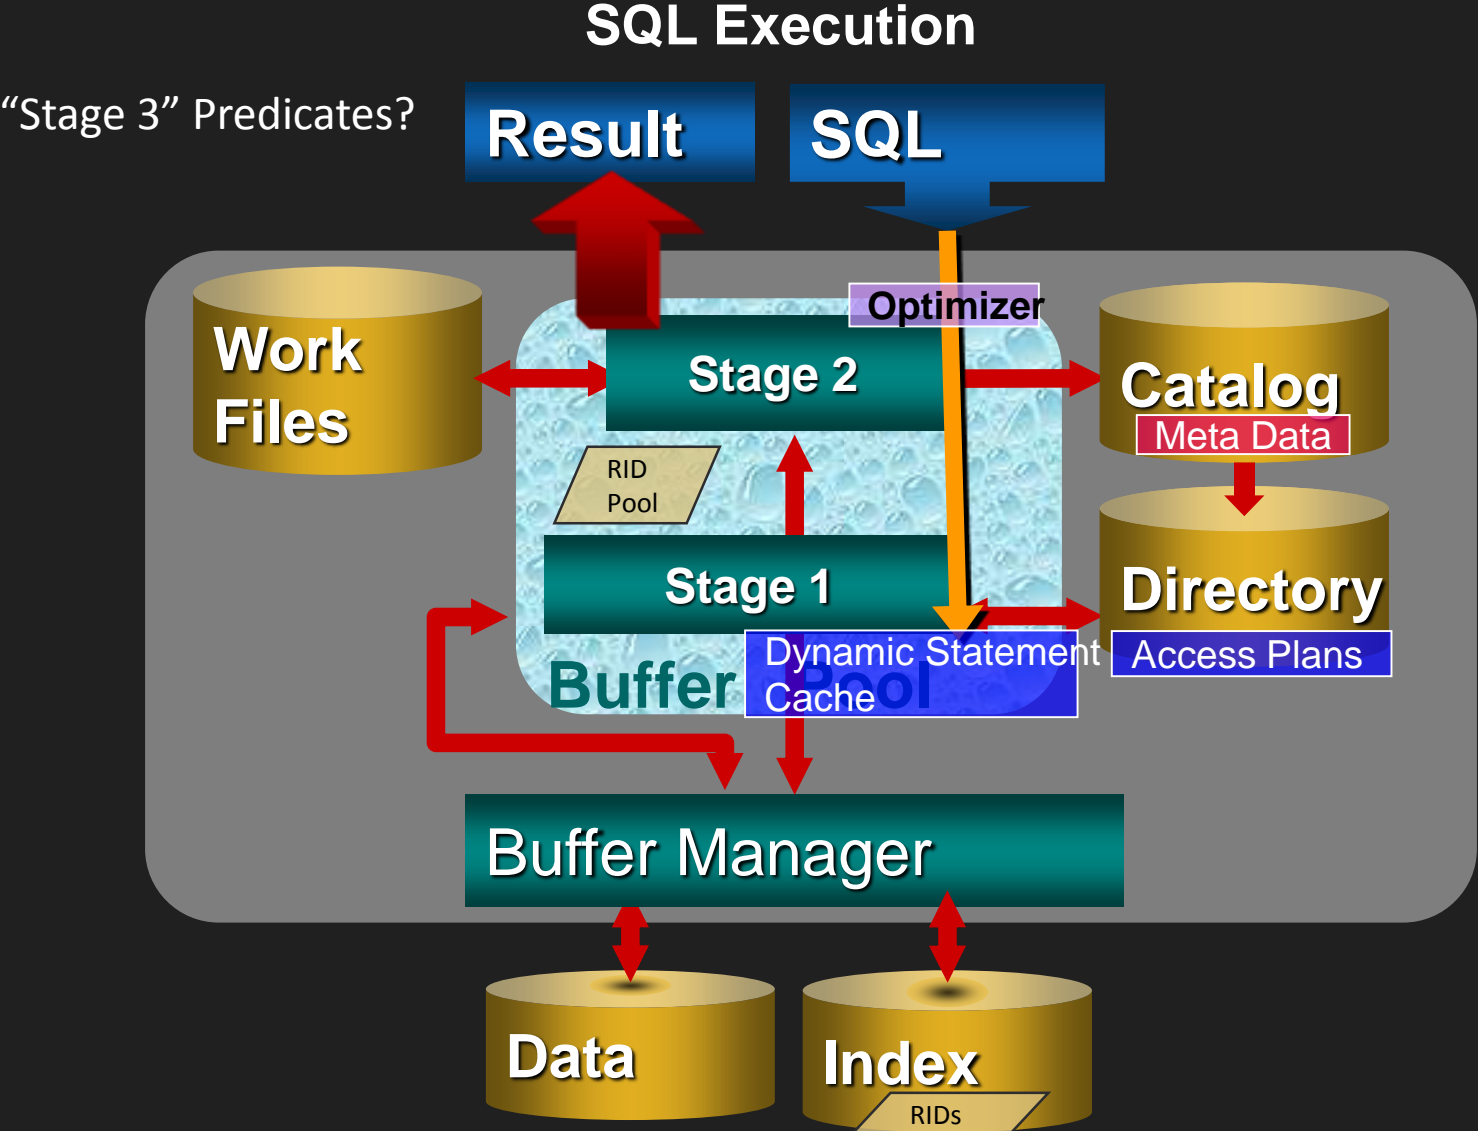 SQL Execution
“Stage 3” Predicates?
Result
SQL
Optimizer
Work
Files
Stage 2
Catalog
Meta Data
RID
Pool
Stage 1
Directory
Access Plans
Dynamic Statement
Cache
Buffer Pool
Buffer Manager
Data
Index
RIDs